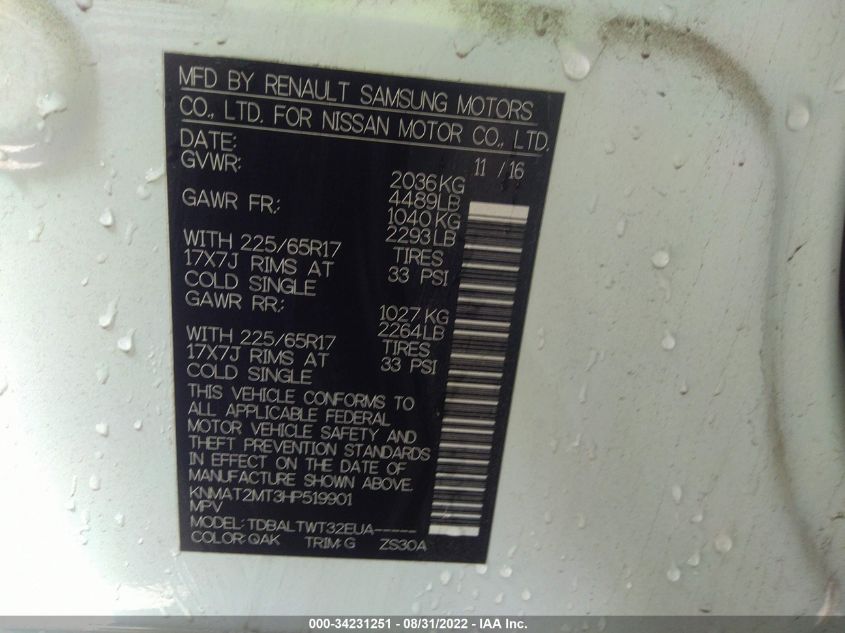 MFD BY RENAULT SAMSUNG MOTORS
CO., LTD. FOR NISSAN MOTOR CO., LTD.
DATE: 11 / 16
GVWR: 2036KG
4489LB
GAWR FR.: 1040KG
2293LB
WITH 225/65R17 TIRES
17X7J RIMS AT 33 PSI
COLD SINGLE
GAWR RR.: 1027KG
2264LB
WITH 225/65R17 TIRES
17X7J RIMS AT 33 PSI
COLD SINGLE
THIS VEHICLE CONFORMS TO
ALL APPLICABLE FEDERAL
MOTOR VEHICLE SAFETY AND
THEFT PREVENTION STANDARDS
IN EFFECT ON THE DATE OF
MANUFACTURE SHOWN ABOVE.
KNMAT2MT3HP519901
MPV
MODEL: TDBALTWT32EUA-----
COLOR: QAK TRIM: G ZS30A
000-34231251 - 08/31/2022 - IAA Inc.